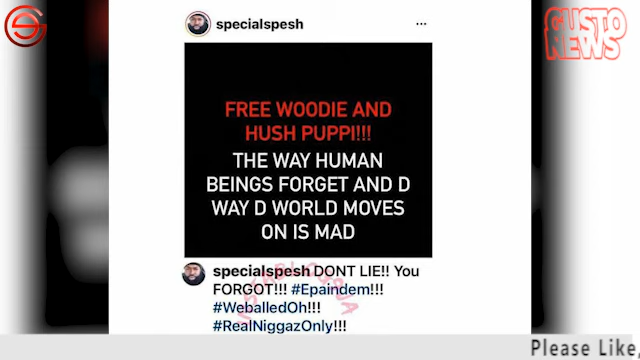 GUSTO
NEWS
specialspesh
FREE WOODIE AND
HUSH PUPPI!!!
THE WAY HUMAN
BEINGS FORGET AND D
WAY D WORLD MOVES
ON IS MAD
specialspesh DONT LIE!! You
FORGOT!!! #Epaindem!!!
#WeballedOh!!!
#RealNiggazOnly!!!
Please Like,